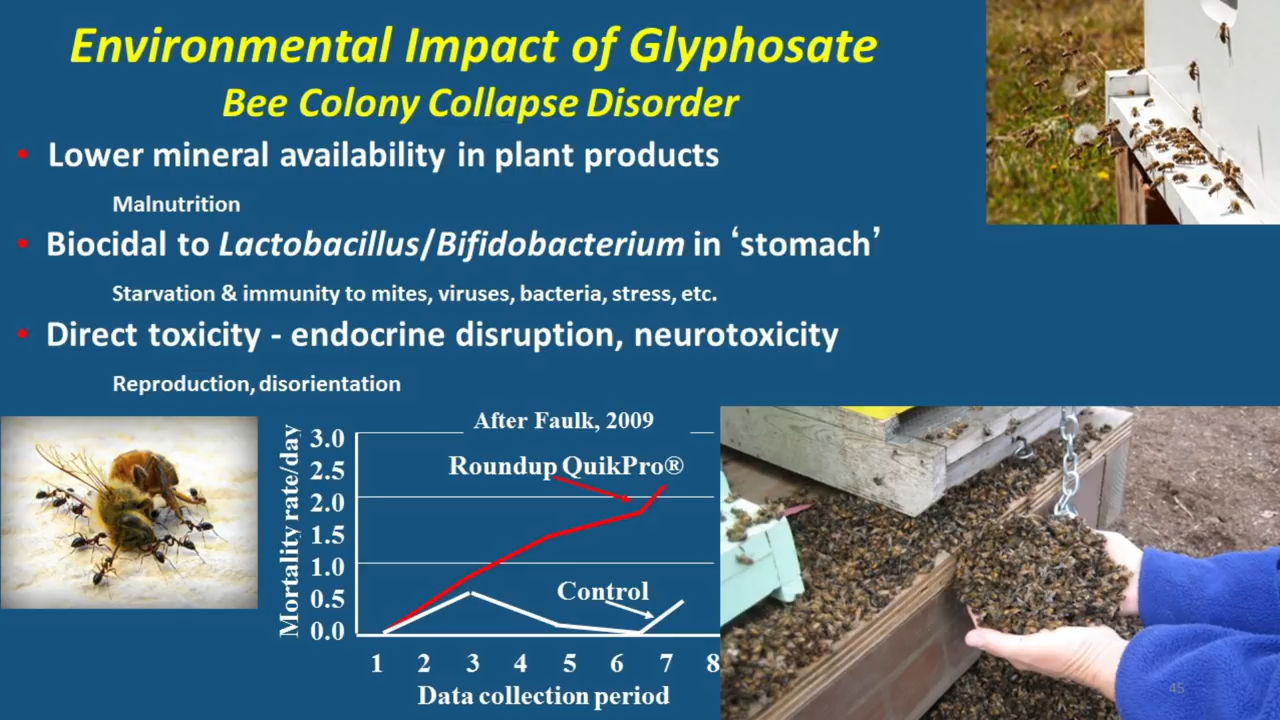 Environmental Impact of Glyphosate
Bee Colony Collapse Disorder
• Lower mineral availability in plant products
Malnutrition
• Biocidal to Lactobacillus/Bifidobacterium in ‘stomach’
Starvation & immunity to mites, viruses, bacteria, stress, etc.
• Direct toxicity - endocrine disruption, neurotoxicity
Reproduction, disorientation
After Faulk, 2009
Mortality rate/day
3.0
2.5
2.0
1.5
1.0
0.5
0.0
Roundup QuikPro®
Control
1 2 3 4 5 6 7 8
Data collection period
45